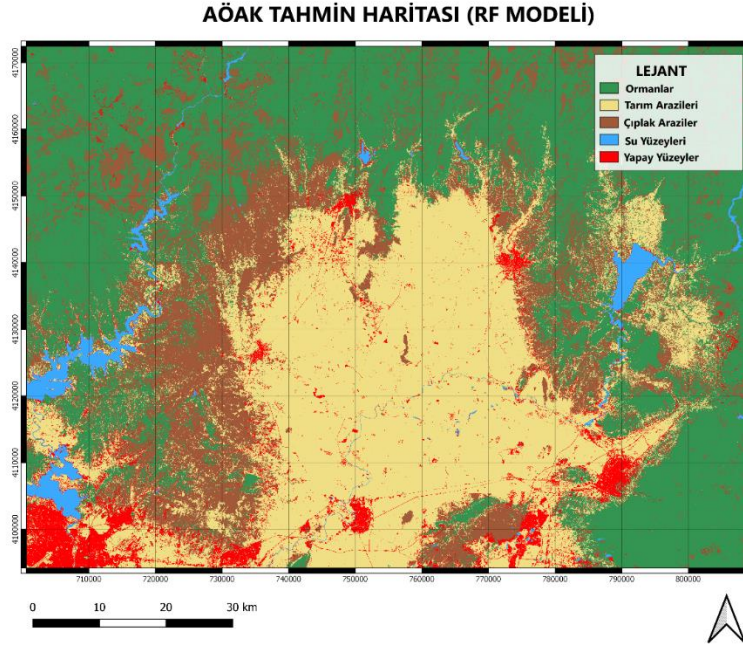 AÖAK TAHMİN HARİTASI (RF MODELİ)
LEJANT
Ormanlar
Tarım Arazileri
Çıplak Araziler
Su Yüzeyleri
Yapay Yüzeyler
4170000
4160000
4150000
4140000
4130000
4120000
4110000
4100000
710000 720000 730000 740000 750000 760000 770000 780000 790000 800000
0 10 20 30 km